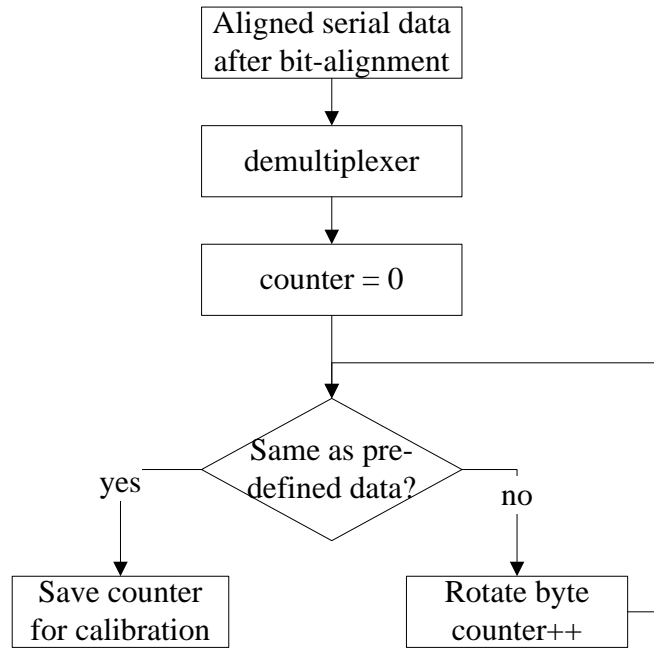 Aligned serial data
after bit-alignment
demultiplexer
counter = 0
Same as pre-
defined data?
yes
no
Save counter
for calibration
Rotate byte
counter++